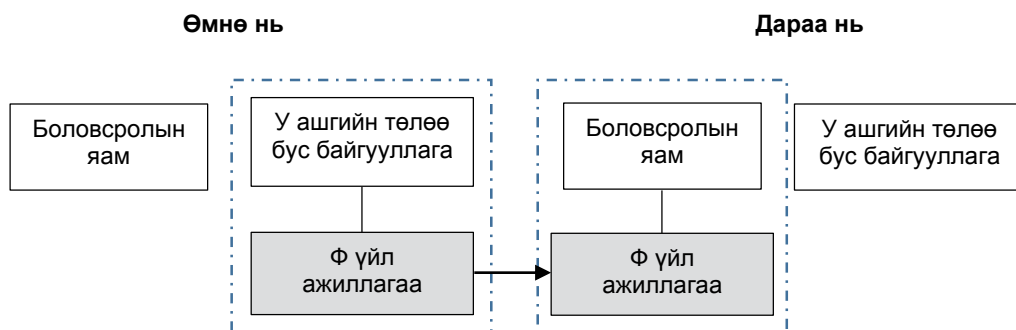 Өмнө нь
Дараа нь
Боловсролын
яам
У ашгийн төлөө
бус байгууллага
Боловсролын
яам
У ашгийн төлөө
бус байгууллага
Ф үйл
ажиллагаа
Ф үйл
ажиллагаа